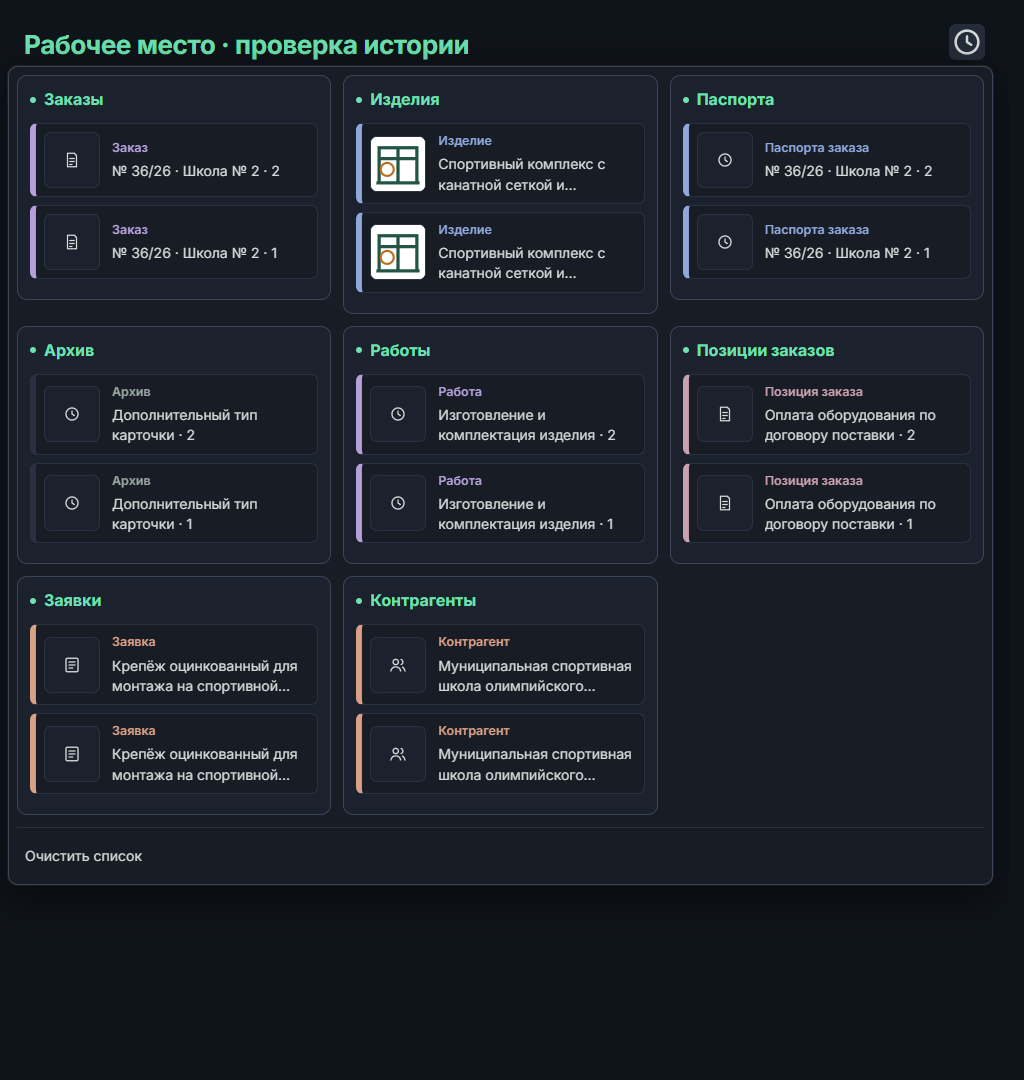 Рабочее место · проверка истории
• Заказы
Заказ
№ 36/26 · Школа № 2 · 2
Заказ
№ 36/26 · Школа № 2 · 1
• Изделия
Изделие
Спортивный комплекс с
канатной сеткой и...
Изделие
Спортивный комплекс с
канатной сеткой и...
• Паспорта
Паспорта заказа
№ 36/26 · Школа № 2 · 2
Паспорта заказа
№ 36/26 · Школа № 2 · 1
• Архив
Архив
Дополнительный тип
карточки · 2
Архив
Дополнительный тип
карточки · 1
• Работы
Работа
Изготовление и
комплектация изделия · 2
Работа
Изготовление и
комплектация изделия · 1
• Позиции заказов
Позиция заказа
Оплата оборудования по
договору поставки · 2
Позиция заказа
Оплата оборудования по
договору поставки · 1
• Заявки
Заявка
Крепёж оцинкованный для
монтажа на спортивной...
Заявка
Крепёж оцинкованный для
монтажа на спортивной...
• Контрагенты
Контрагент
Муниципальная спортивная
школа олимпийского...
Контрагент
Муниципальная спортивная
школа олимпийского...
Очистить список